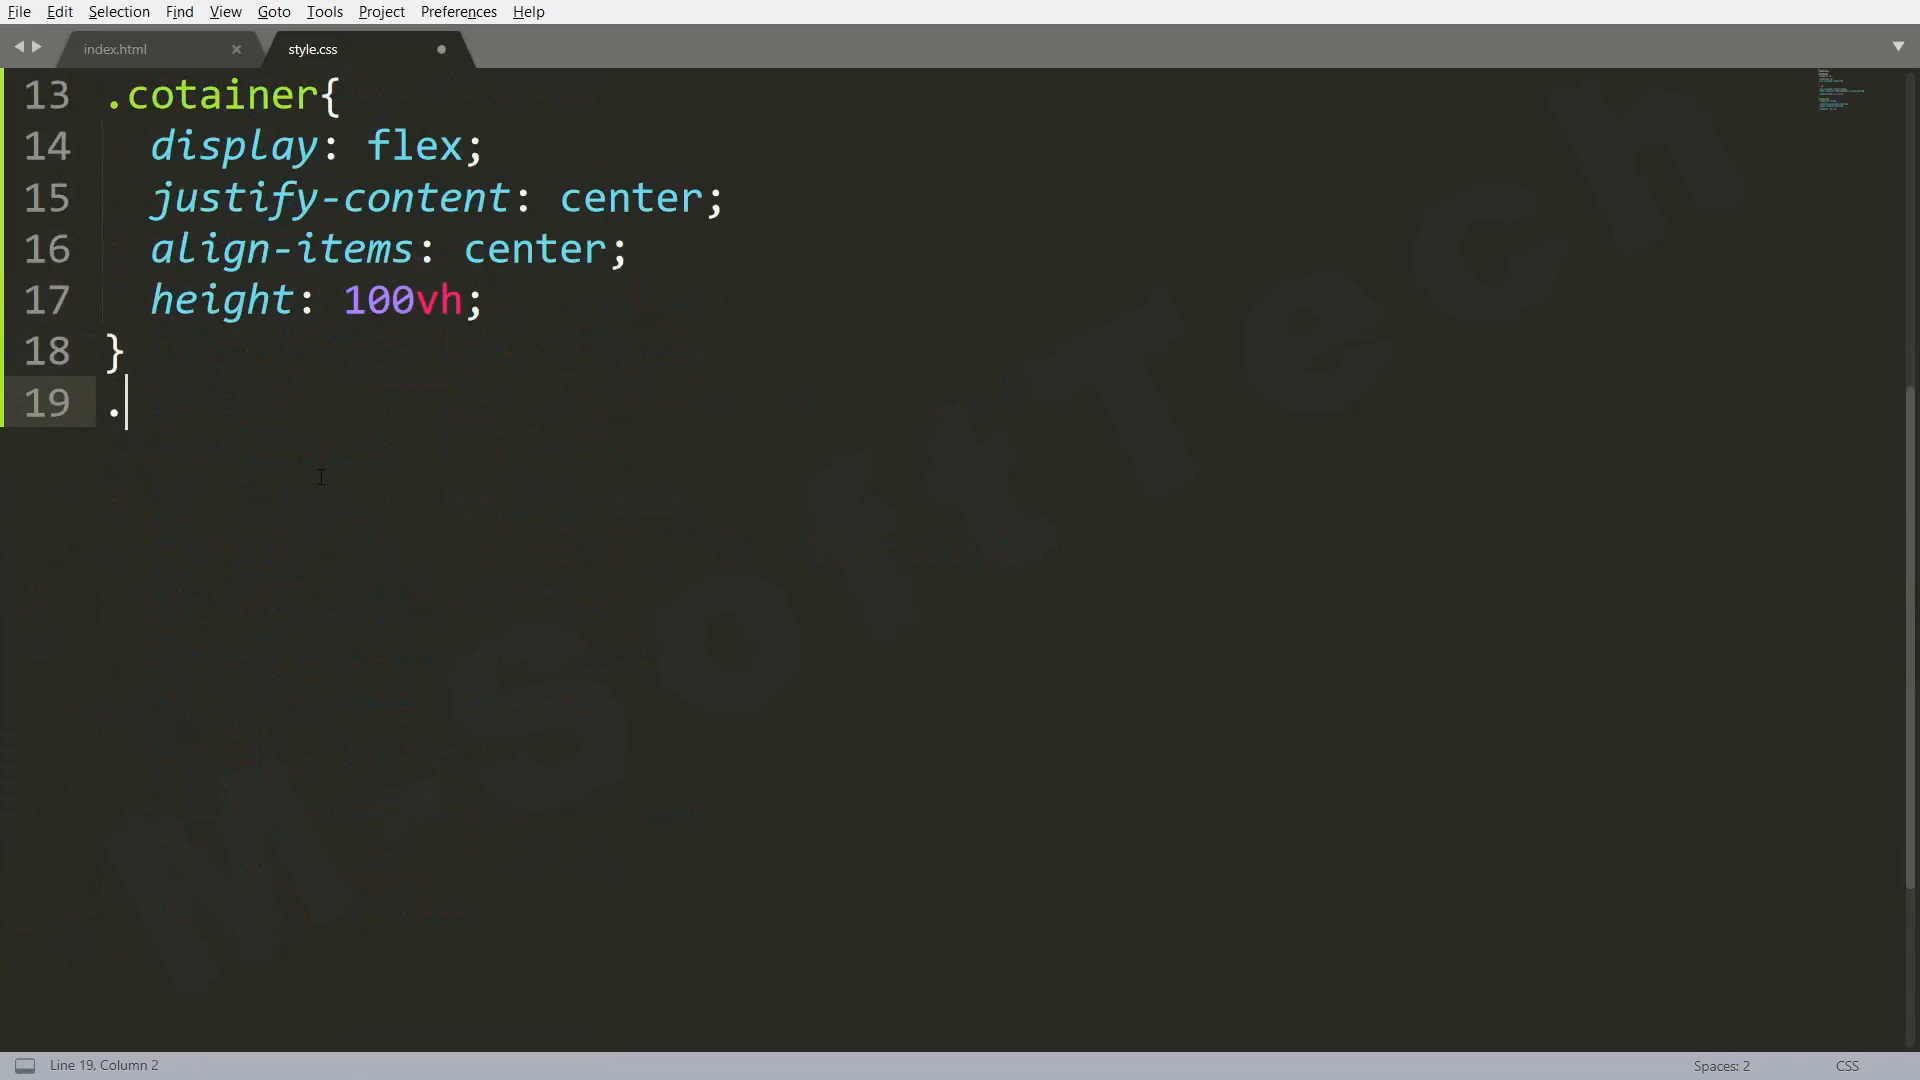 File Edit Selection Find View Goto Tools Project Preferences Help
index.html style.css
13 .cotainer{
14 display: flex;
15 justify-content: center;
16 align-items: center;
17 height: 100vh;
18 }
19 .
M-SoftTech
Line 19, Column 2 Spaces: 2 CSS